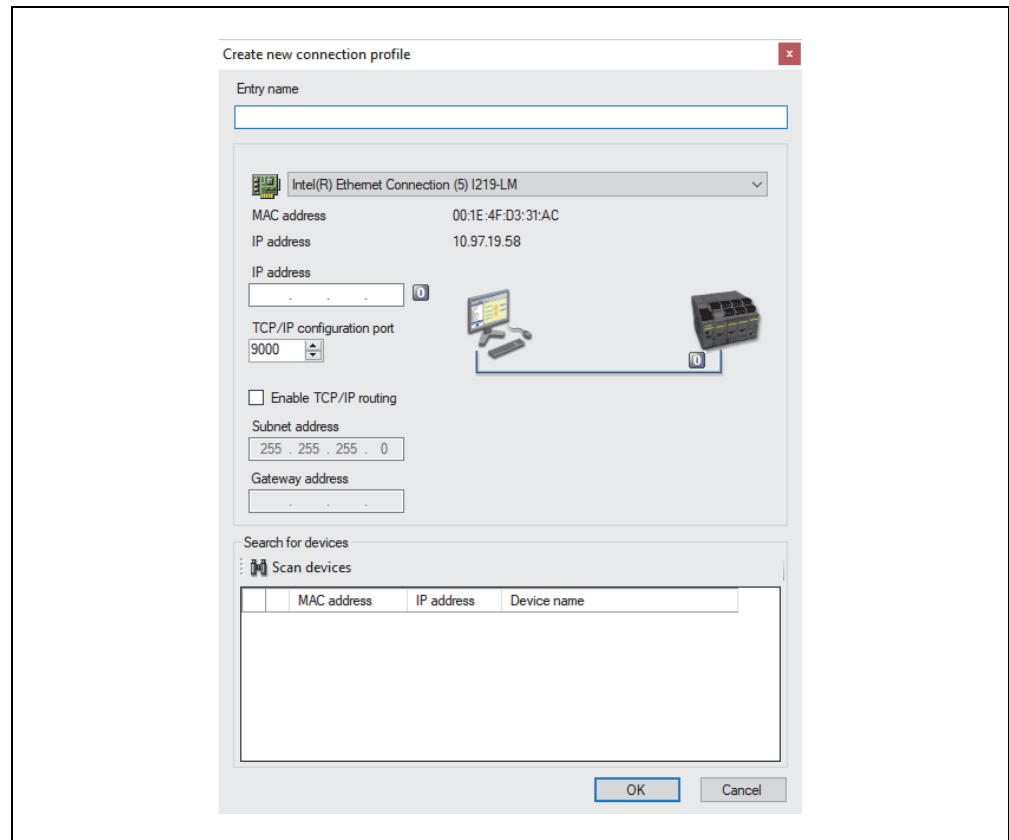 Create new connection profile
x
Entry name
Intel(R) Ethernet Connection (5) I219-LM
MAC address 00:1E:4F:D3:31:AC
IP address 10.97.19.58
IP address
. . . 0
TCP/IP configuration port
9000
0
Enable TCP/IP routing
Subnet address
255 . 255 . 255 . 0
Gateway address
. . .
Search for devices
Scan devices
MAC address IP address Device name
OK Cancel